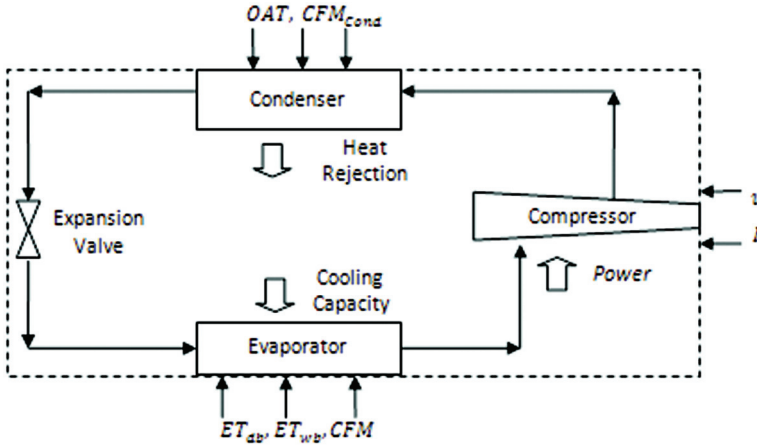 OAT, CFM_Cond
Condenser
Heat
Rejection
Expansion
Valve
Compressor
Cooling
Capacity
Power
Evaporator
ET_db, ET_wb, CFM